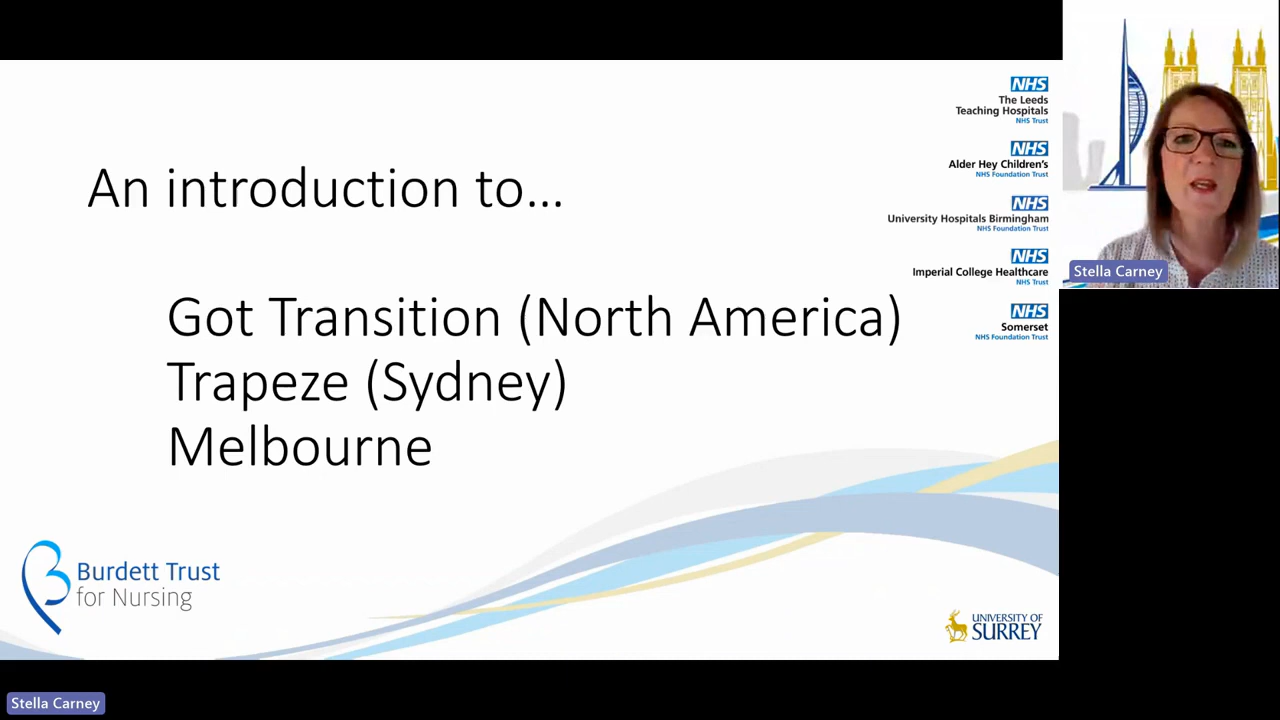 An introduction to...
Got Transition (North America)
Trapeze (Sydney)
Melbourne
NHS
The Leeds
Teaching Hospitals
NHS Trust
NHS
Alder Hey Children's
NHS Foundation Trust
NHS
University Hospitals Birmingham
NHS Foundation Trust
NHS
Imperial College Healthcare
NHS Trust
NHS
Somerset
NHS Foundation Trust
Stella Carney
Burdett Trust
for Nursing
UNIVERSITY OF
SURREY
Stella Carney